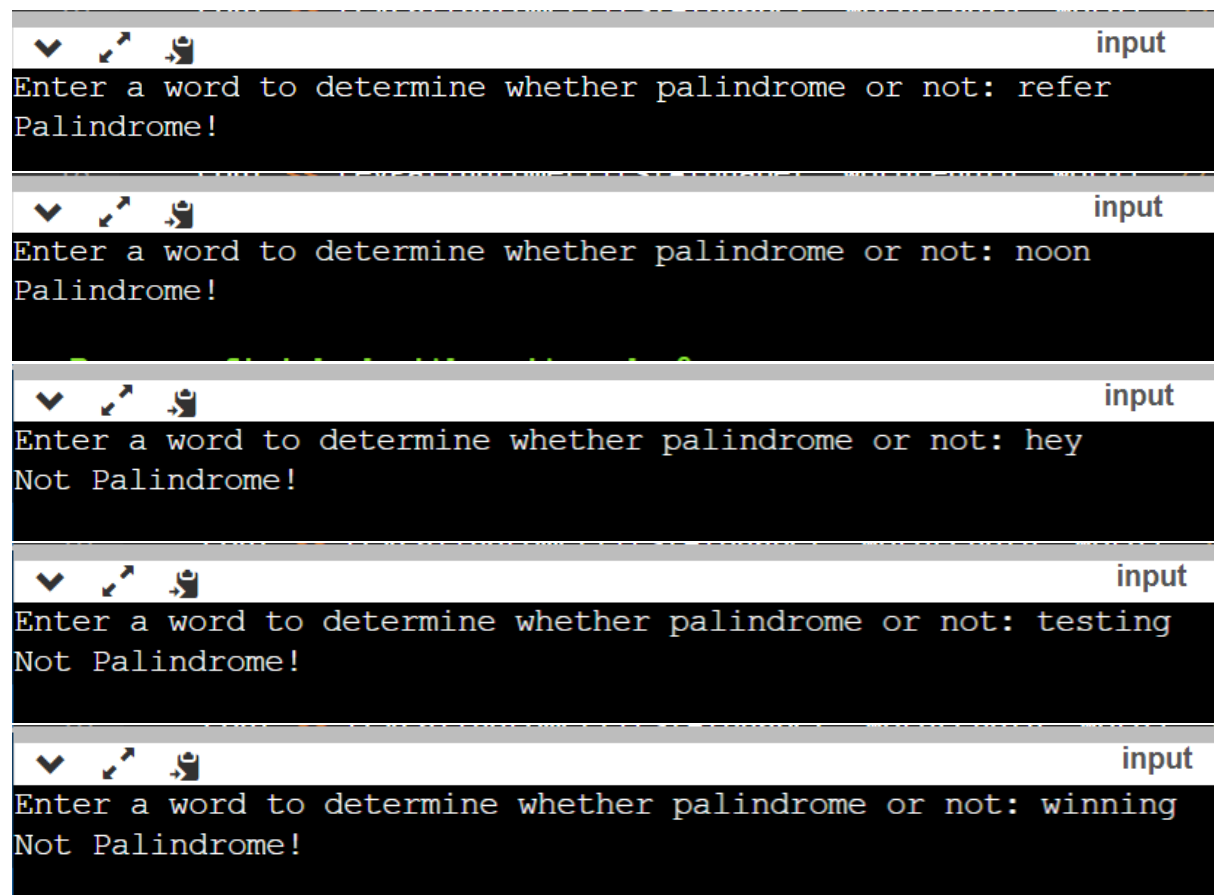 input
Enter a word to determine whether palindrome or not: refer
Palindrome!
input
Enter a word to determine whether palindrome or not: noon
Palindrome!
input
Enter a word to determine whether palindrome or not: hey
Not Palindrome!
input
Enter a word to determine whether palindrome or not: testing
Not Palindrome!
input
Enter a word to determine whether palindrome or not: winning
Not Palindrome!